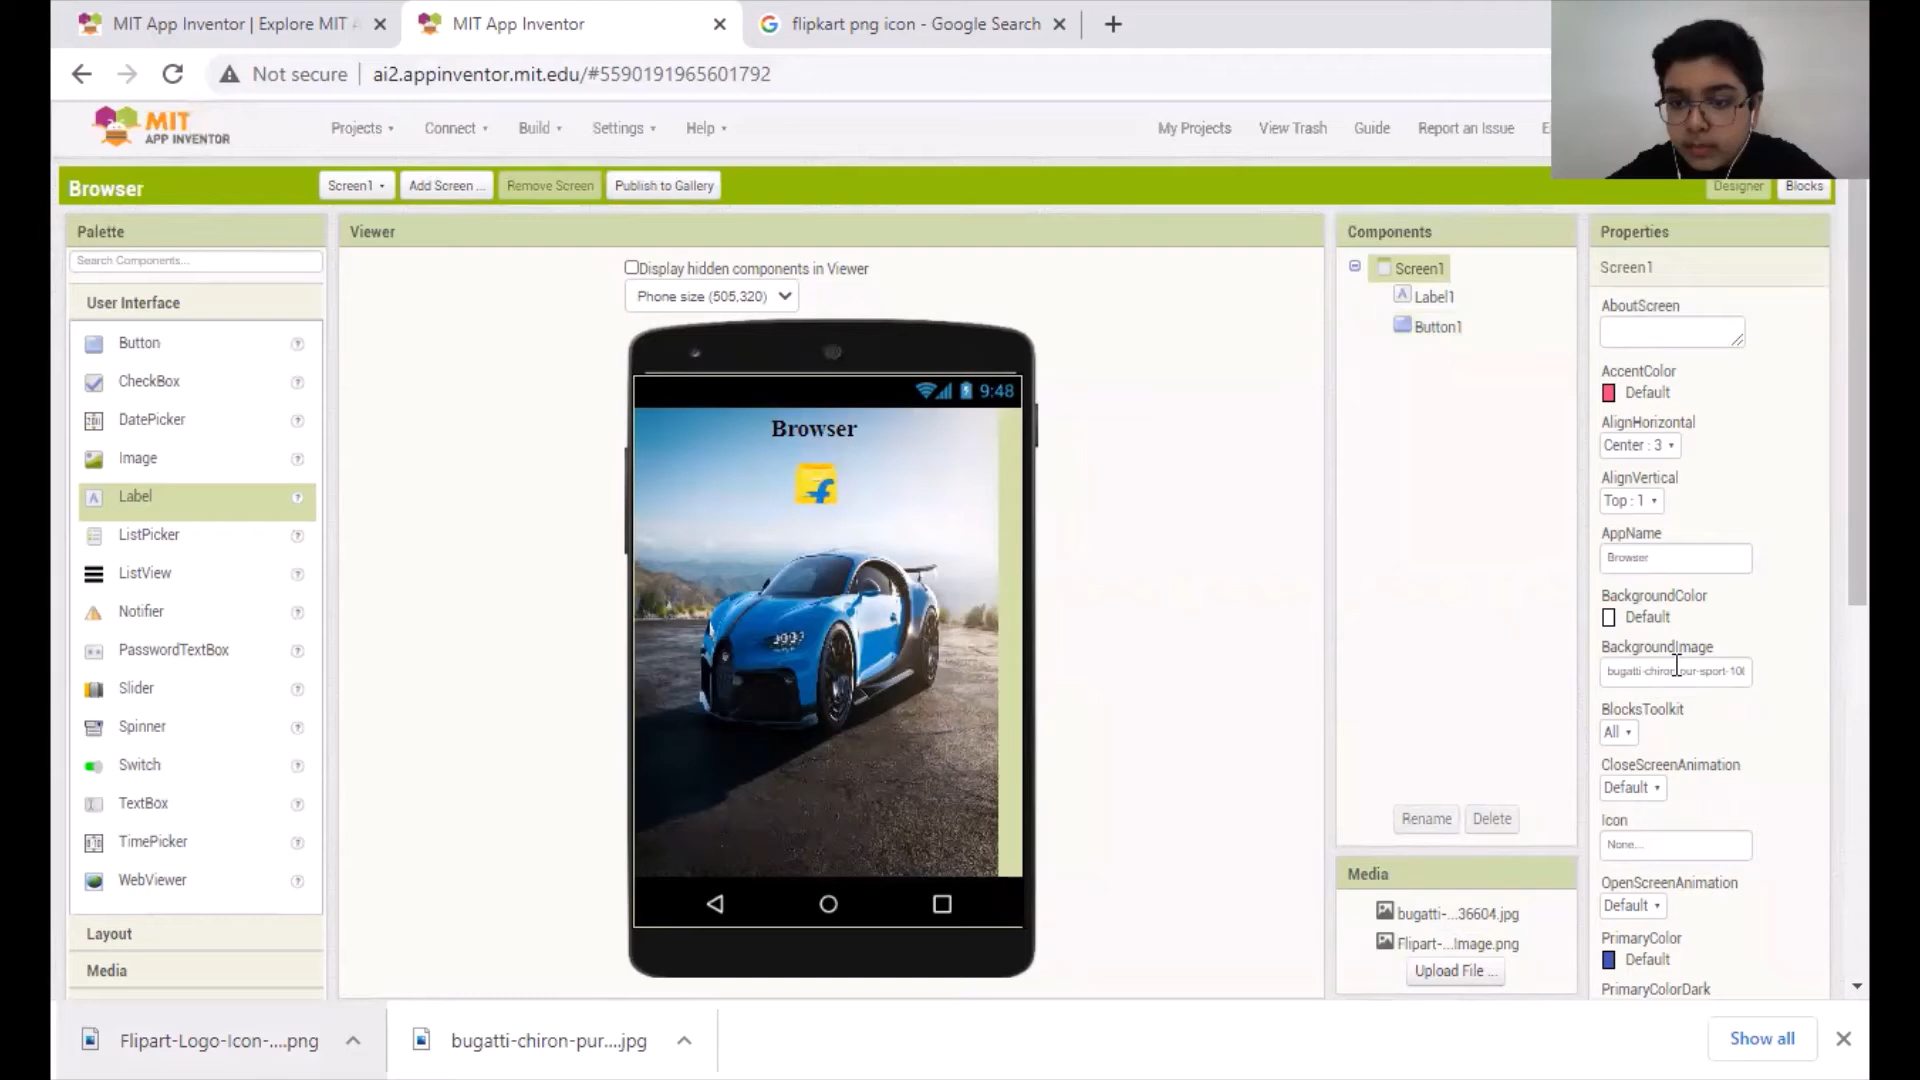 MIT App Inventor | Explore MIT
MIT App Inventor
flipkart png icon - Google Search
Not secure
ai2.appinventor.mit.edu/#5590191965601792
MIT
APP INVENTOR
Projects
Connect
Build
Settings
Help
My Projects
View Trash
Guide
Report an Issue
Browser
Screen1
Add Screen ...
Remove Screen
Publish to Gallery
Designer
Blocks
Palette
Search Components...
User Interface
Button
CheckBox
DatePicker
Image
Label
ListPicker
ListView
Notifier
PasswordTextBox
Slider
Spinner
Switch
TextBox
TimePicker
WebViewer
Layout
Media
Viewer
Display hidden components in Viewer
Phone size (505,320)
9:48
Browser
Components
Screen1
Label1
Button1
Rename
Delete
Media
bugatti-...36604.jpg
Flipart-...Image.png
Upload File ...
Properties
Screen1
AboutScreen
AccentColor
Default
AlignHorizontal
Center : 3
AlignVertical
Top : 1
AppName
Browser
BackgroundColor
Default
BackgroundImage
bugatti-chiron-pur-sport-10
BlocksToolkit
All
CloseScreenAnimation
Default
Icon
None...
OpenScreenAnimation
Default
PrimaryColor
Default
PrimaryColorDark
Flipart-Logo-Icon-....png
bugatti-chiron-pur....jpg
Show all